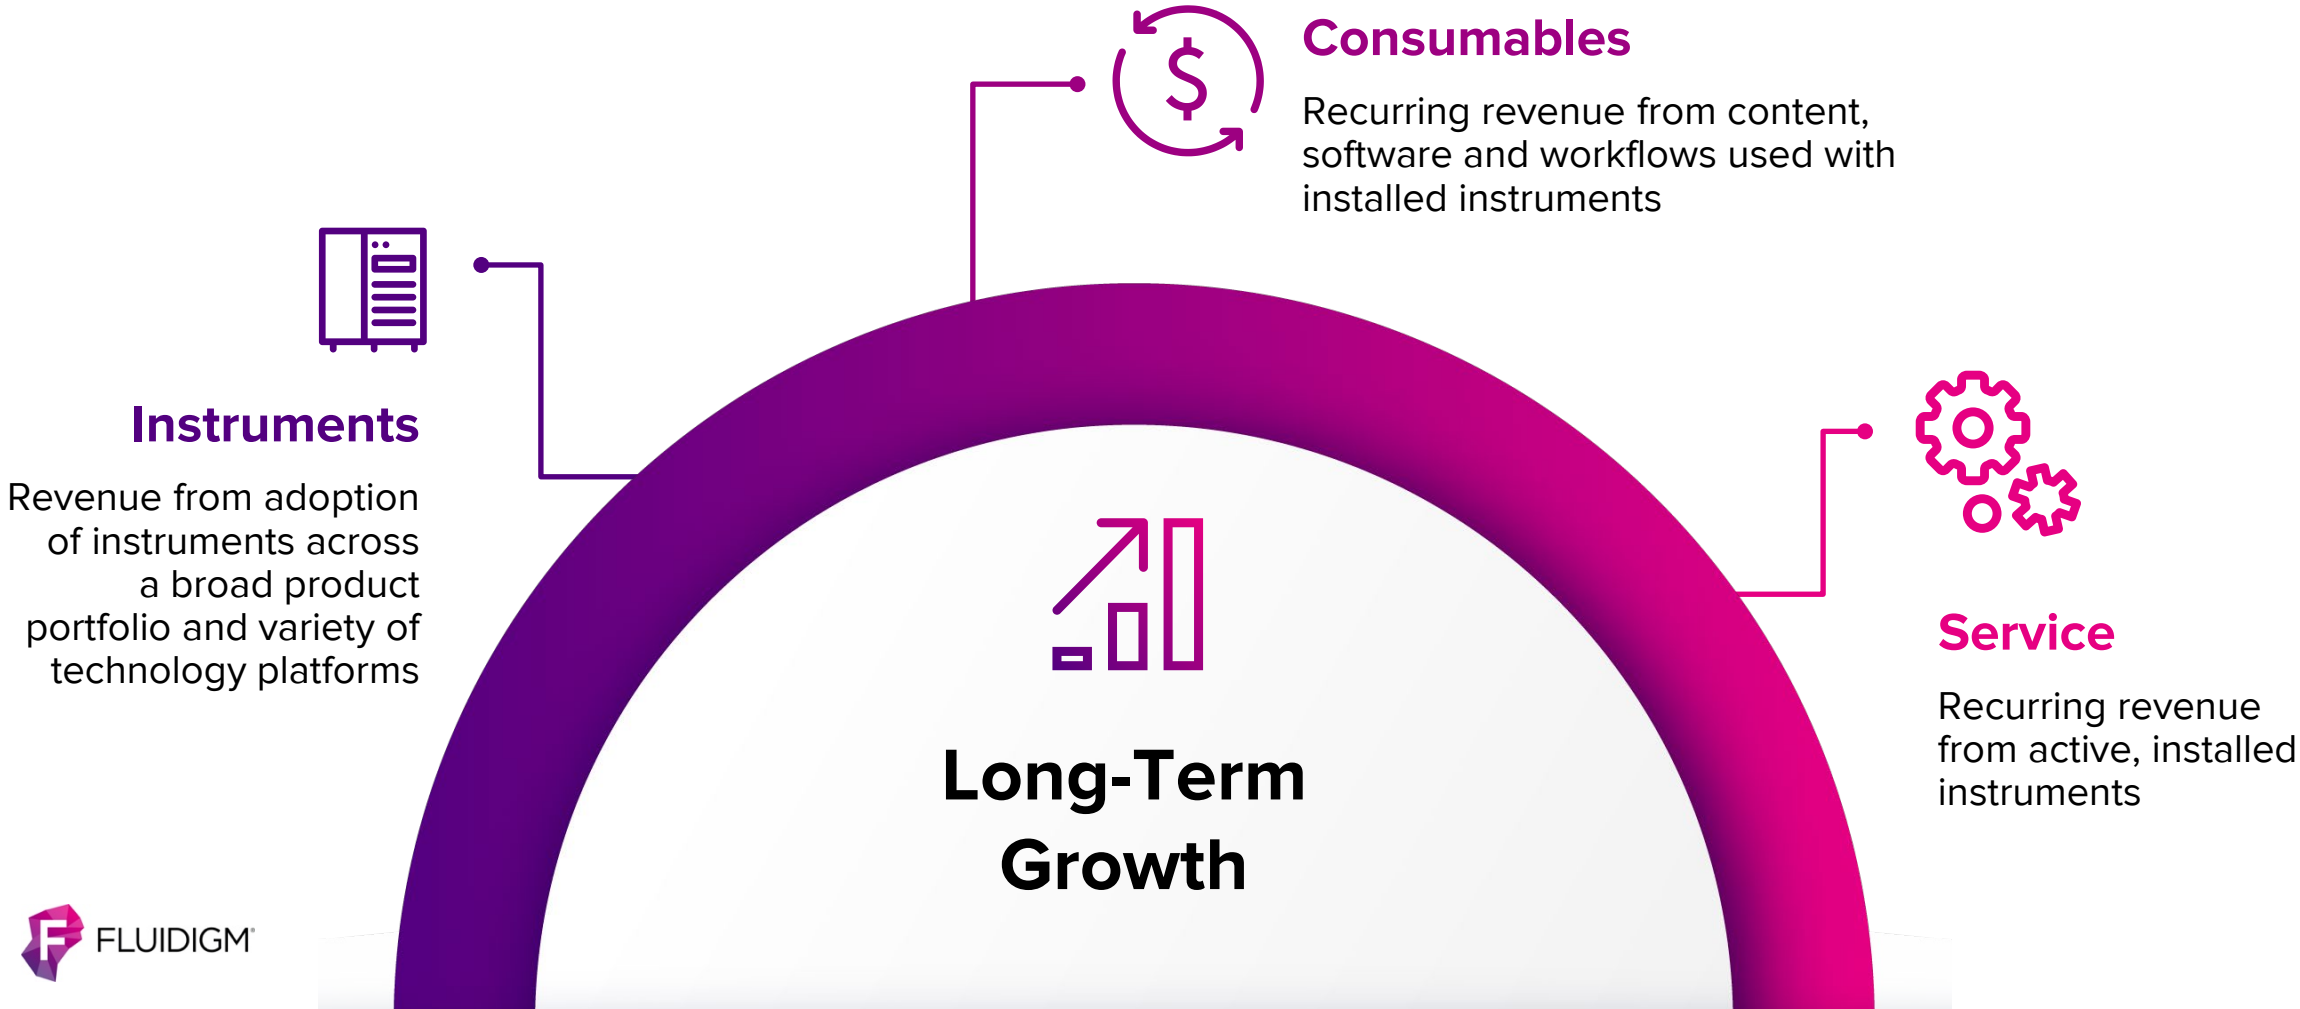 Consumables
Recurring revenue from content,
software and workflows used with
installed instruments
Instruments
Revenue from adoption
of instruments across
a broad product
portfolio and variety of
technology platforms
Service
Recurring revenue
from active, installed
instruments
$
Long-Term
Growth
F
FLUIDIGM®